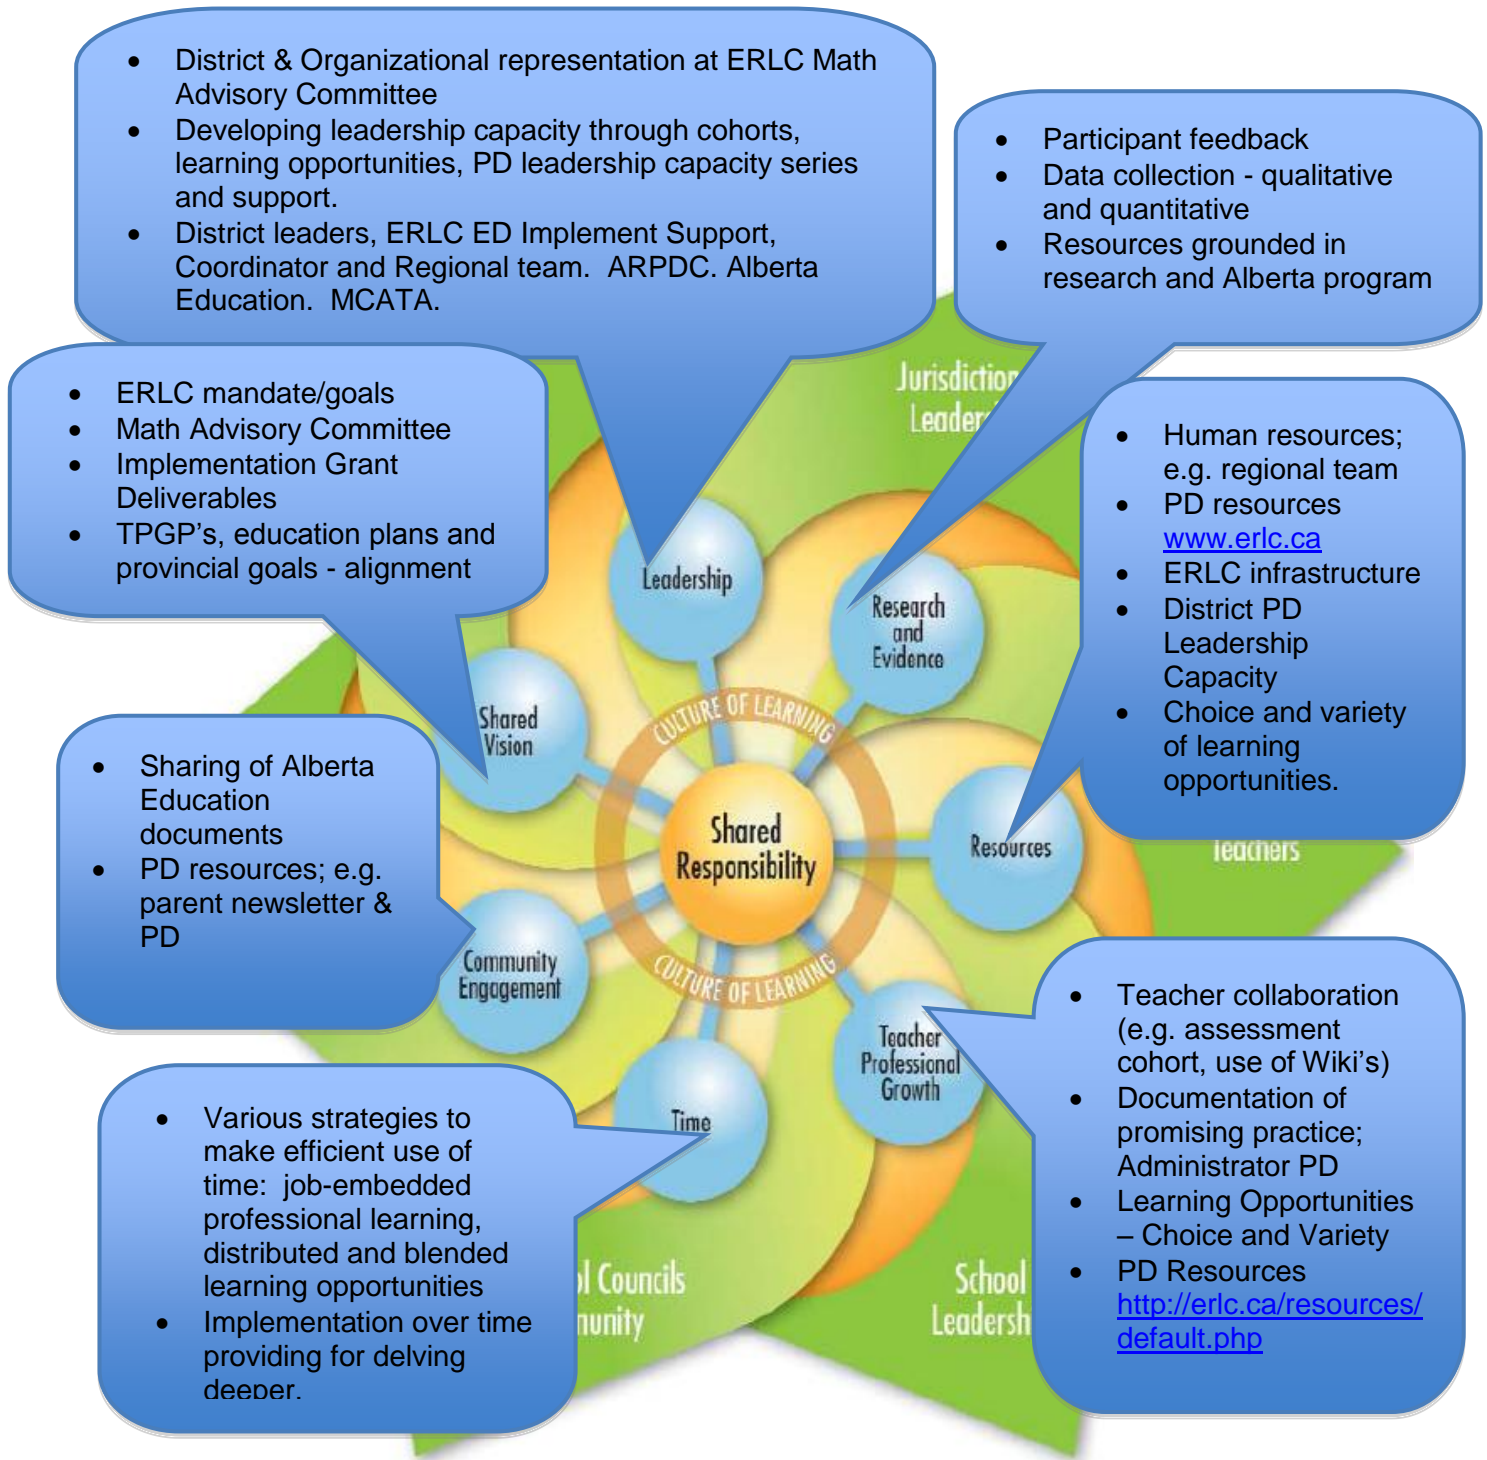 • District & Organizational representation at ERLC Math
Advisory Committee
• Developing leadership capacity through cohorts,
learning opportunities, PD leadership capacity series
and support.
• District leaders, ERLC ED Implement Support,
Coordinator and Regional team. ARPDC. Alberta
Education. MCATA.
• Participant feedback
• Data collection - qualitative
and quantitative
• Resources grounded in
research and Alberta program
• ERLC mandate/goals
• Math Advisory Committee
• Implementation Grant
Deliverables
• TPGP’s, education plans and
provincial goals - alignment
Jurisdiction
• Human resources;
e.g. regional team
• PD resources
www.erlc.ca
• ERLC infrastructure
• District PD
Leadership
Capacity
• Choice and variety
of learning
opportunities.
Leadership
Research
and
Evidence
Shared
Vision
CULTURE OF LEARNING
Shared
Responsibility
Resources
Teachers
• Sharing of Alberta
Education
documents
• PD resources; e.g.
parent newsletter &
PD
Community
Engagement
CULTURE OF LEARNING
Teacher
Professional
Growth
Time
• Teacher collaboration
(e.g. assessment
cohort, use of Wiki’s)
• Documentation of
promising practice;
Administrator PD
• Learning Opportunities
– Choice and Variety
• PD Resources
http://erlc.ca/resources/
default.php
• Various strategies to
make efficient use of
time: job-embedded
professional learning,
distributed and blended
learning opportunities
• Implementation over time
providing for delving
deeper.
Councils
School